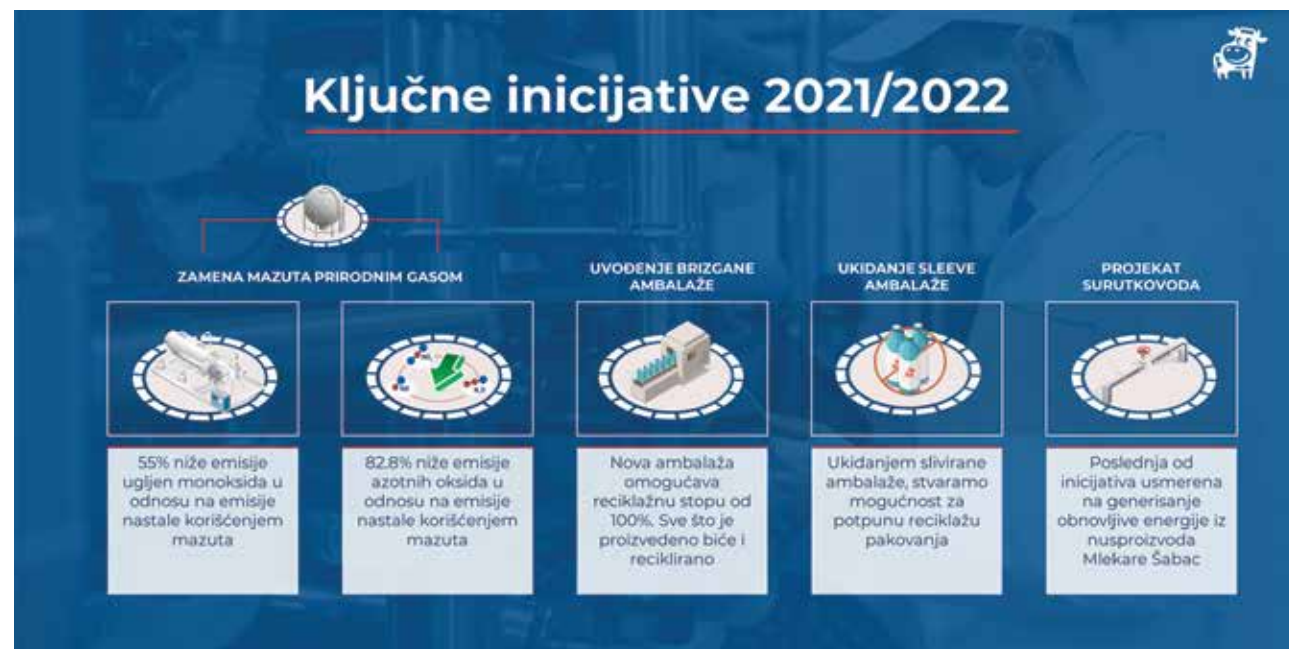 Ključne inicijative 2021/2022
ZAMENA MAZUTA PRIRODNIM GASOM
55% niže emisije
ugljen monoksida u
odnosu na emisije
nastale korišćenjem
mazuta
82.8% niže emisije
azotnih oksida u
odnosu na emisije
nastale korišćenjem
mazuta
UVOĐENJE BRIZGANE
AMBALAŽE
Nova ambalaža
omogućava
reciklažnu stopu od
100%. Sve što je
proizvedeno biće i
reciklirano
UKIDANJE SLEEVE
AMBALAŽE
Ukidanjem slivirane
ambalaže, stvaramo
mogućnost za
potpunu reciklažu
pakovanja
PROJEKAT
SURUTKOVODA
Poslednja od
inicijativa usmerena
na generisanje
obnovljive energije iz
nusproizvoda
Mlekare Šabac